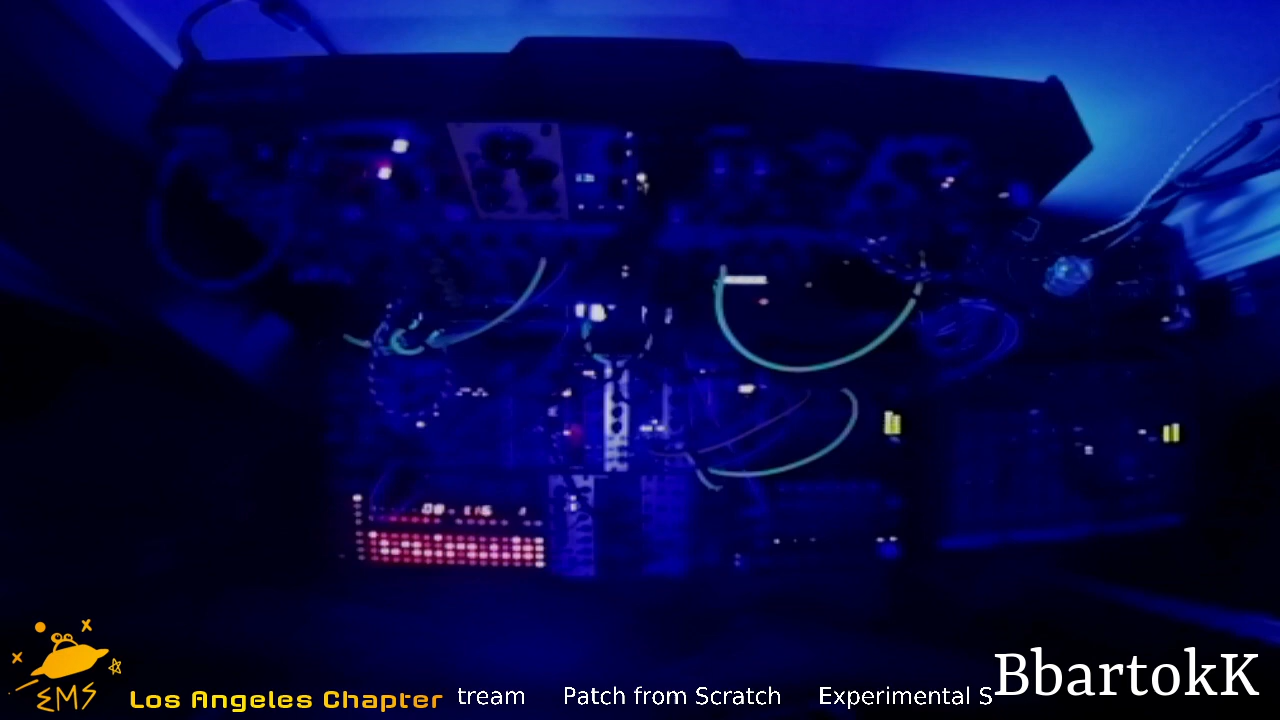 EMS
Los Angeles Chapter
tream Patch from Scratch Experimental S
BbartokK